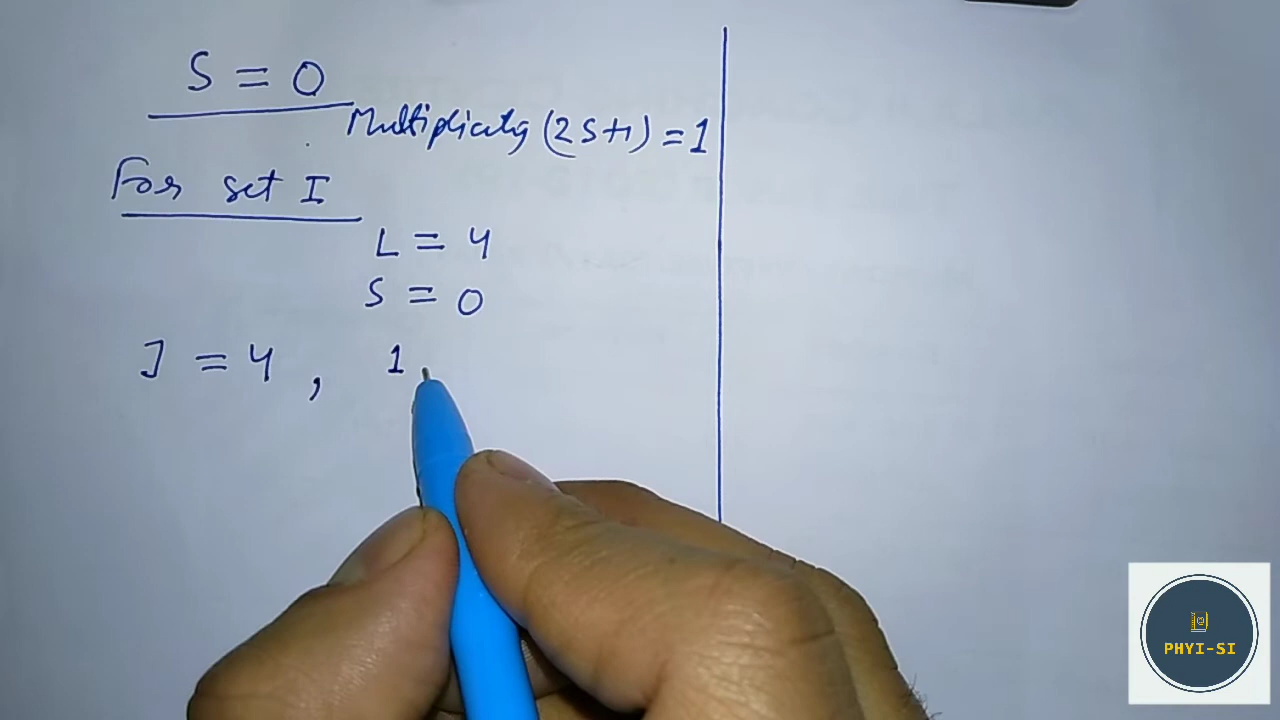 S = 0
Multiplicity (2S+1) = 1
For set I
L = 4
S = 0
J = 4 , 1
PHYI-SI